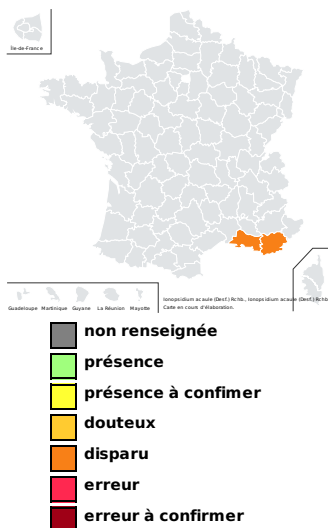 Île-de-France
Guadeloupe Martinique Guyane La Réunion Mayotte
Ionopsidium acaule (Desf.) Rchb., Ionopsidium acaule (Desf.) Rchb
Carte en cours d'élaboration.
non renseignée
présence
présence à confimer
douteux
disparu
erreur
erreur à confirmer